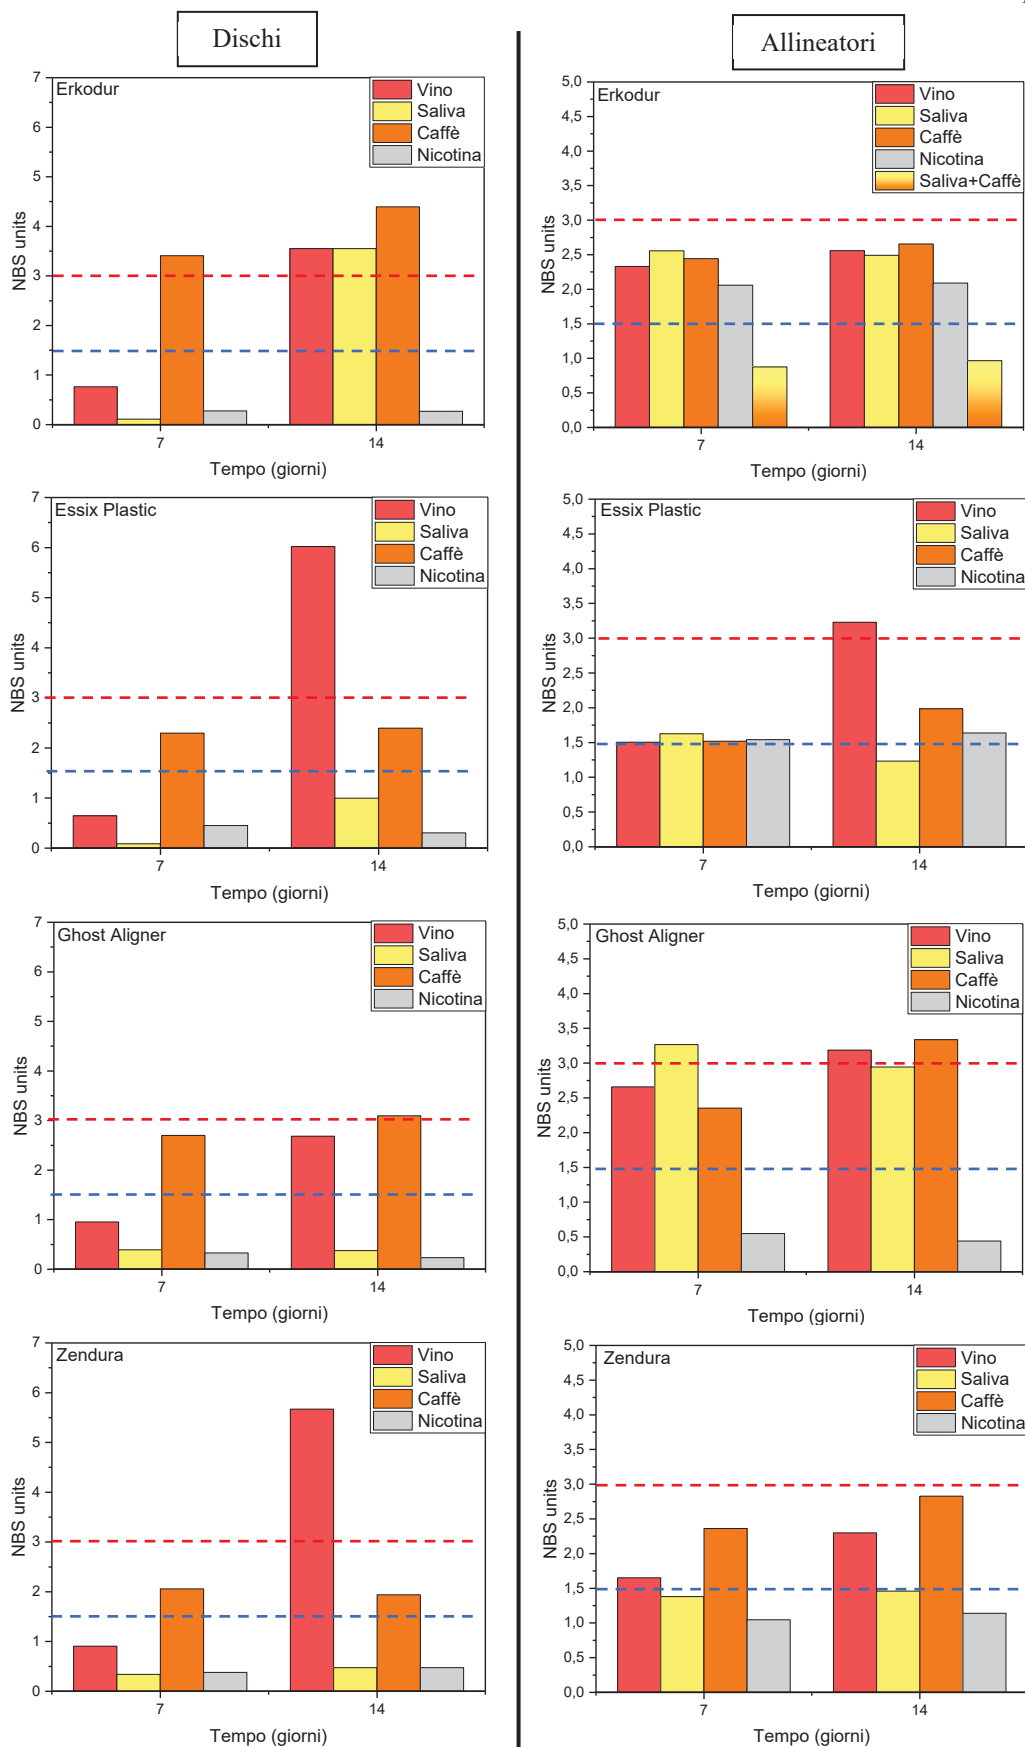 Dischi
Allineatori
Erkodur
Vino
Saliva
Caffè
Nicotina
7
6
5
4
3
2
1
0
NBS units
7
14
Tempo (giorni)
Erkodur
Vino
Saliva
Caffè
Nicotina
Saliva+Caffè
5,0
4,5
4,0
3,5
3,0
2,5
2,0
1,5
1,0
0,5
0,0
NBS units
7
14
Tempo (giorni)
Essix Plastic
Vino
Saliva
Caffè
Nicotina
7
6
5
4
3
2
1
0
NBS units
7
14
Tempo (giorni)
Essix Plastic
Vino
Saliva
Caffè
Nicotina
5,0
4,5
4,0
3,5
3,0
2,5
2,0
1,5
1,0
0,5
0,0
NBS units
7
14
Tempo (giorni)
Ghost Aligner
Vino
Saliva
Caffè
Nicotina
7
6
5
4
3
2
1
0
NBS units
7
14
Tempo (giorni)
Ghost Aligner
Vino
Saliva
Caffè
Nicotina
5,0
4,5
4,0
3,5
3,0
2,5
2,0
1,5
1,0
0,5
0,0
NBS units
7
14
Tempo (giorni)
Zendura
Vino
Saliva
Caffè
Nicotina
7
6
5
4
3
2
1
0
NBS units
7
14
Tempo (giorni)
Zendura
Vino
Saliva
Caffè
Nicotina
5,0
4,5
4,0
3,5
3,0
2,5
2,0
1,5
1,0
0,5
0,0
NBS units
7
14
Tempo (giorni)